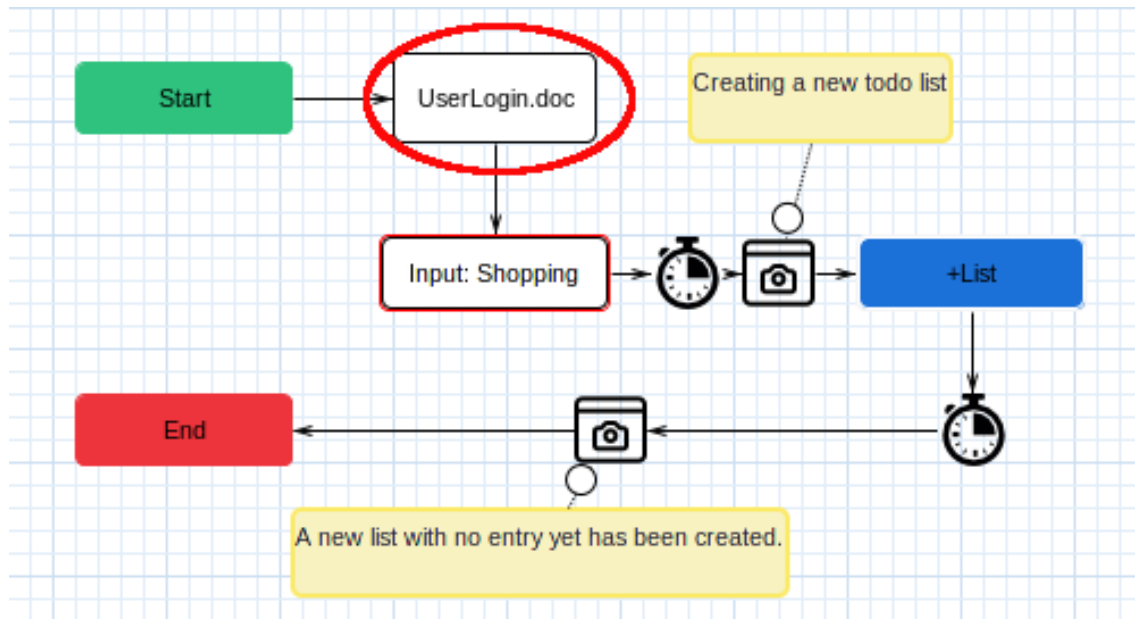 Start
UserLogin.doc
Creating a new todo list
Input: Shopping
+List
End
A new list with no entry yet has been created.